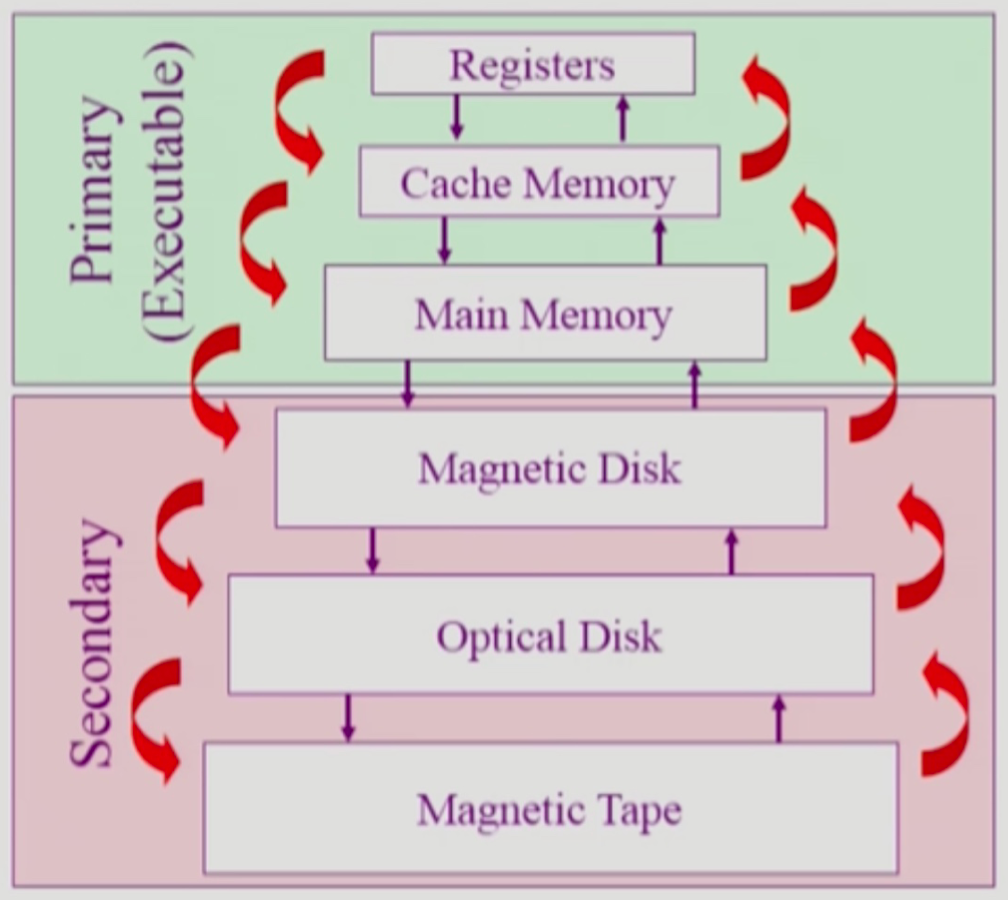 Primary
(Executable)
Registers
Cache Memory
Main Memory
Secondary
Magnetic Disk
Optical Disk
Magnetic Tape